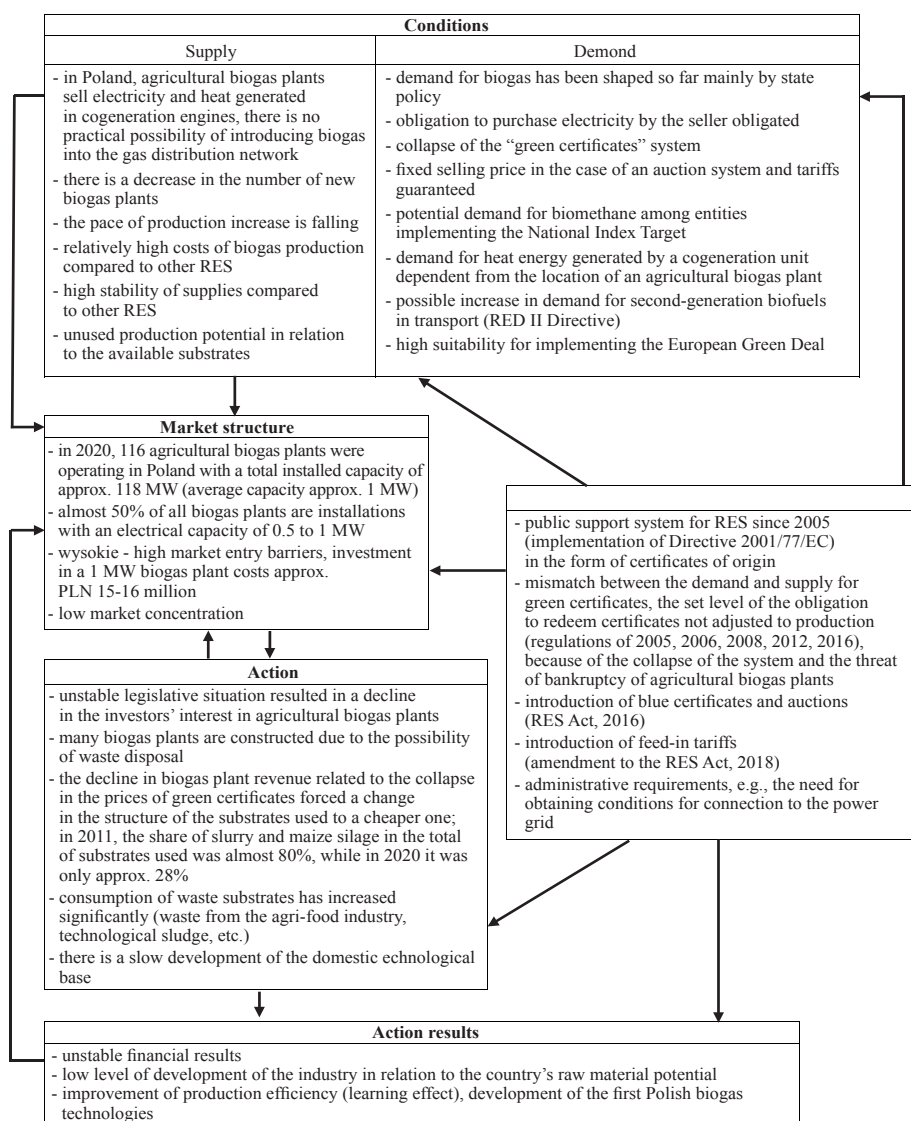 Conditions
Supply
- in Poland, agricultural biogas plants
sell electricity and heat generated
in cogeneration engines, there is no
practical possibility of introducing biogas
into the gas distribution network
- there is a decrease in the number of new
biogas plants
- the pace of production increase is falling
- relatively high costs of biogas production
compared to other RES
- high stability of supplies compared
to other RES
- unused production potential in relation
to the available substrates
Demond
- demand for biogas has been shaped so far mainly by state
policy
- obligation to purchase electricity by the seller obligated
- collapse of the “green certificates” system
- fixed selling price in the case of an auction system and tariffs
guaranteed
- potential demand for biomethane among entities
implementing the National Index Target
- demand for heat energy generated by a cogeneration unit
dependent from the location of an agricultural biogas plant
- possible increase in demand for second-generation biofuels
in transport (RED II Directive)
- high suitability for implementing the European Green Deal
Market structure
- in 2020, 116 agricultural biogas plants were
operating in Poland with a total installed capacity of
approx. 118 MW (average capacity approx. 1 MW)
- almost 50% of all biogas plants are installations
with an electrical capacity of 0.5 to 1 MW
- wysokie - high market entry barriers, investment
in a 1 MW biogas plant costs approx.
PLN 15-16 million
- low market concentration
- public support system for RES since 2005
(implementation of Directive 2001/77/EC)
in the form of certificates of origin
- mismatch between the demand and supply for
green certificates, the set level of the obligation
to redeem certificates not adjusted to production
(regulations of 2005, 2006, 2008, 2012, 2016),
because of the collapse of the system and the threat
of bankruptcy of agricultural biogas plants
- introduction of blue certificates and auctions
(RES Act, 2016)
- introduction of feed-in tariffs
(amendment to the RES Act, 2018)
- administrative requirements, e.g., the need for
obtaining conditions for connection to the power
grid
Action
- unstable legislative situation resulted in a decline
in the investors’ interest in agricultural biogas plants
- many biogas plants are constructed due to the possibility
of waste disposal
- the decline in biogas plant revenue related to the collapse
in the prices of green certificates forced a change
in the structure of the substrates used to a cheaper one;
in 2011, the share of slurry and maize silage in the total
of substrates used was almost 80%, while in 2020 it was
only approx. 28%
- consumption of waste substrates has increased
significantly (waste from the agri-food industry,
technological sludge, etc.)
- there is a slow development of the domestic echnological
base
Action results
- unstable financial results
- low level of development of the industry in relation to the country’s raw material potential
- improvement of production efficiency (learning effect), development of the first Polish biogas
technologies